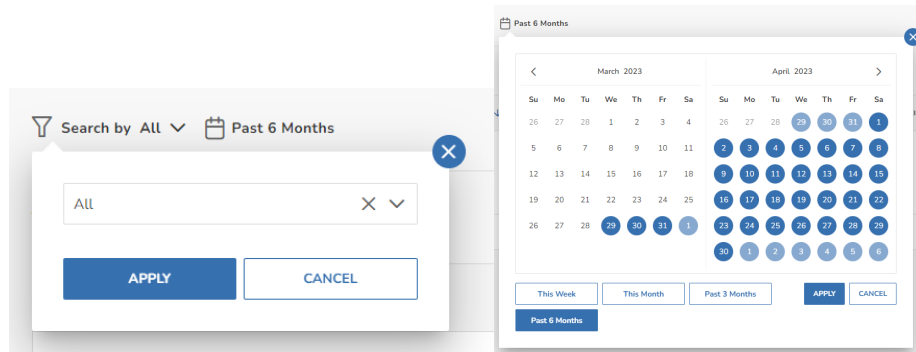 Search by All Past 6 Months
All
APPLY CANCEL
Past 6 Months
March 2023
Su Mo Tu We Th Fr Sa
26 27 28 1 2 3 4
5 6 7 8 9 10 11
12 13 14 15 16 17 18
19 20 21 22 23 24 25
26 27 28 29 30 31 1
April 2023
Su Mo Tu We Th Fr Sa
26 27 28 29 30 31 1
2 3 4 5 6 7 8
9 10 11 12 13 14 15
16 17 18 19 20 21 22
23 24 25 26 27 28 29
30 1 2 3 4 5 6
This Week This Month Past 3 Months APPLY CANCEL
Past 6 Months